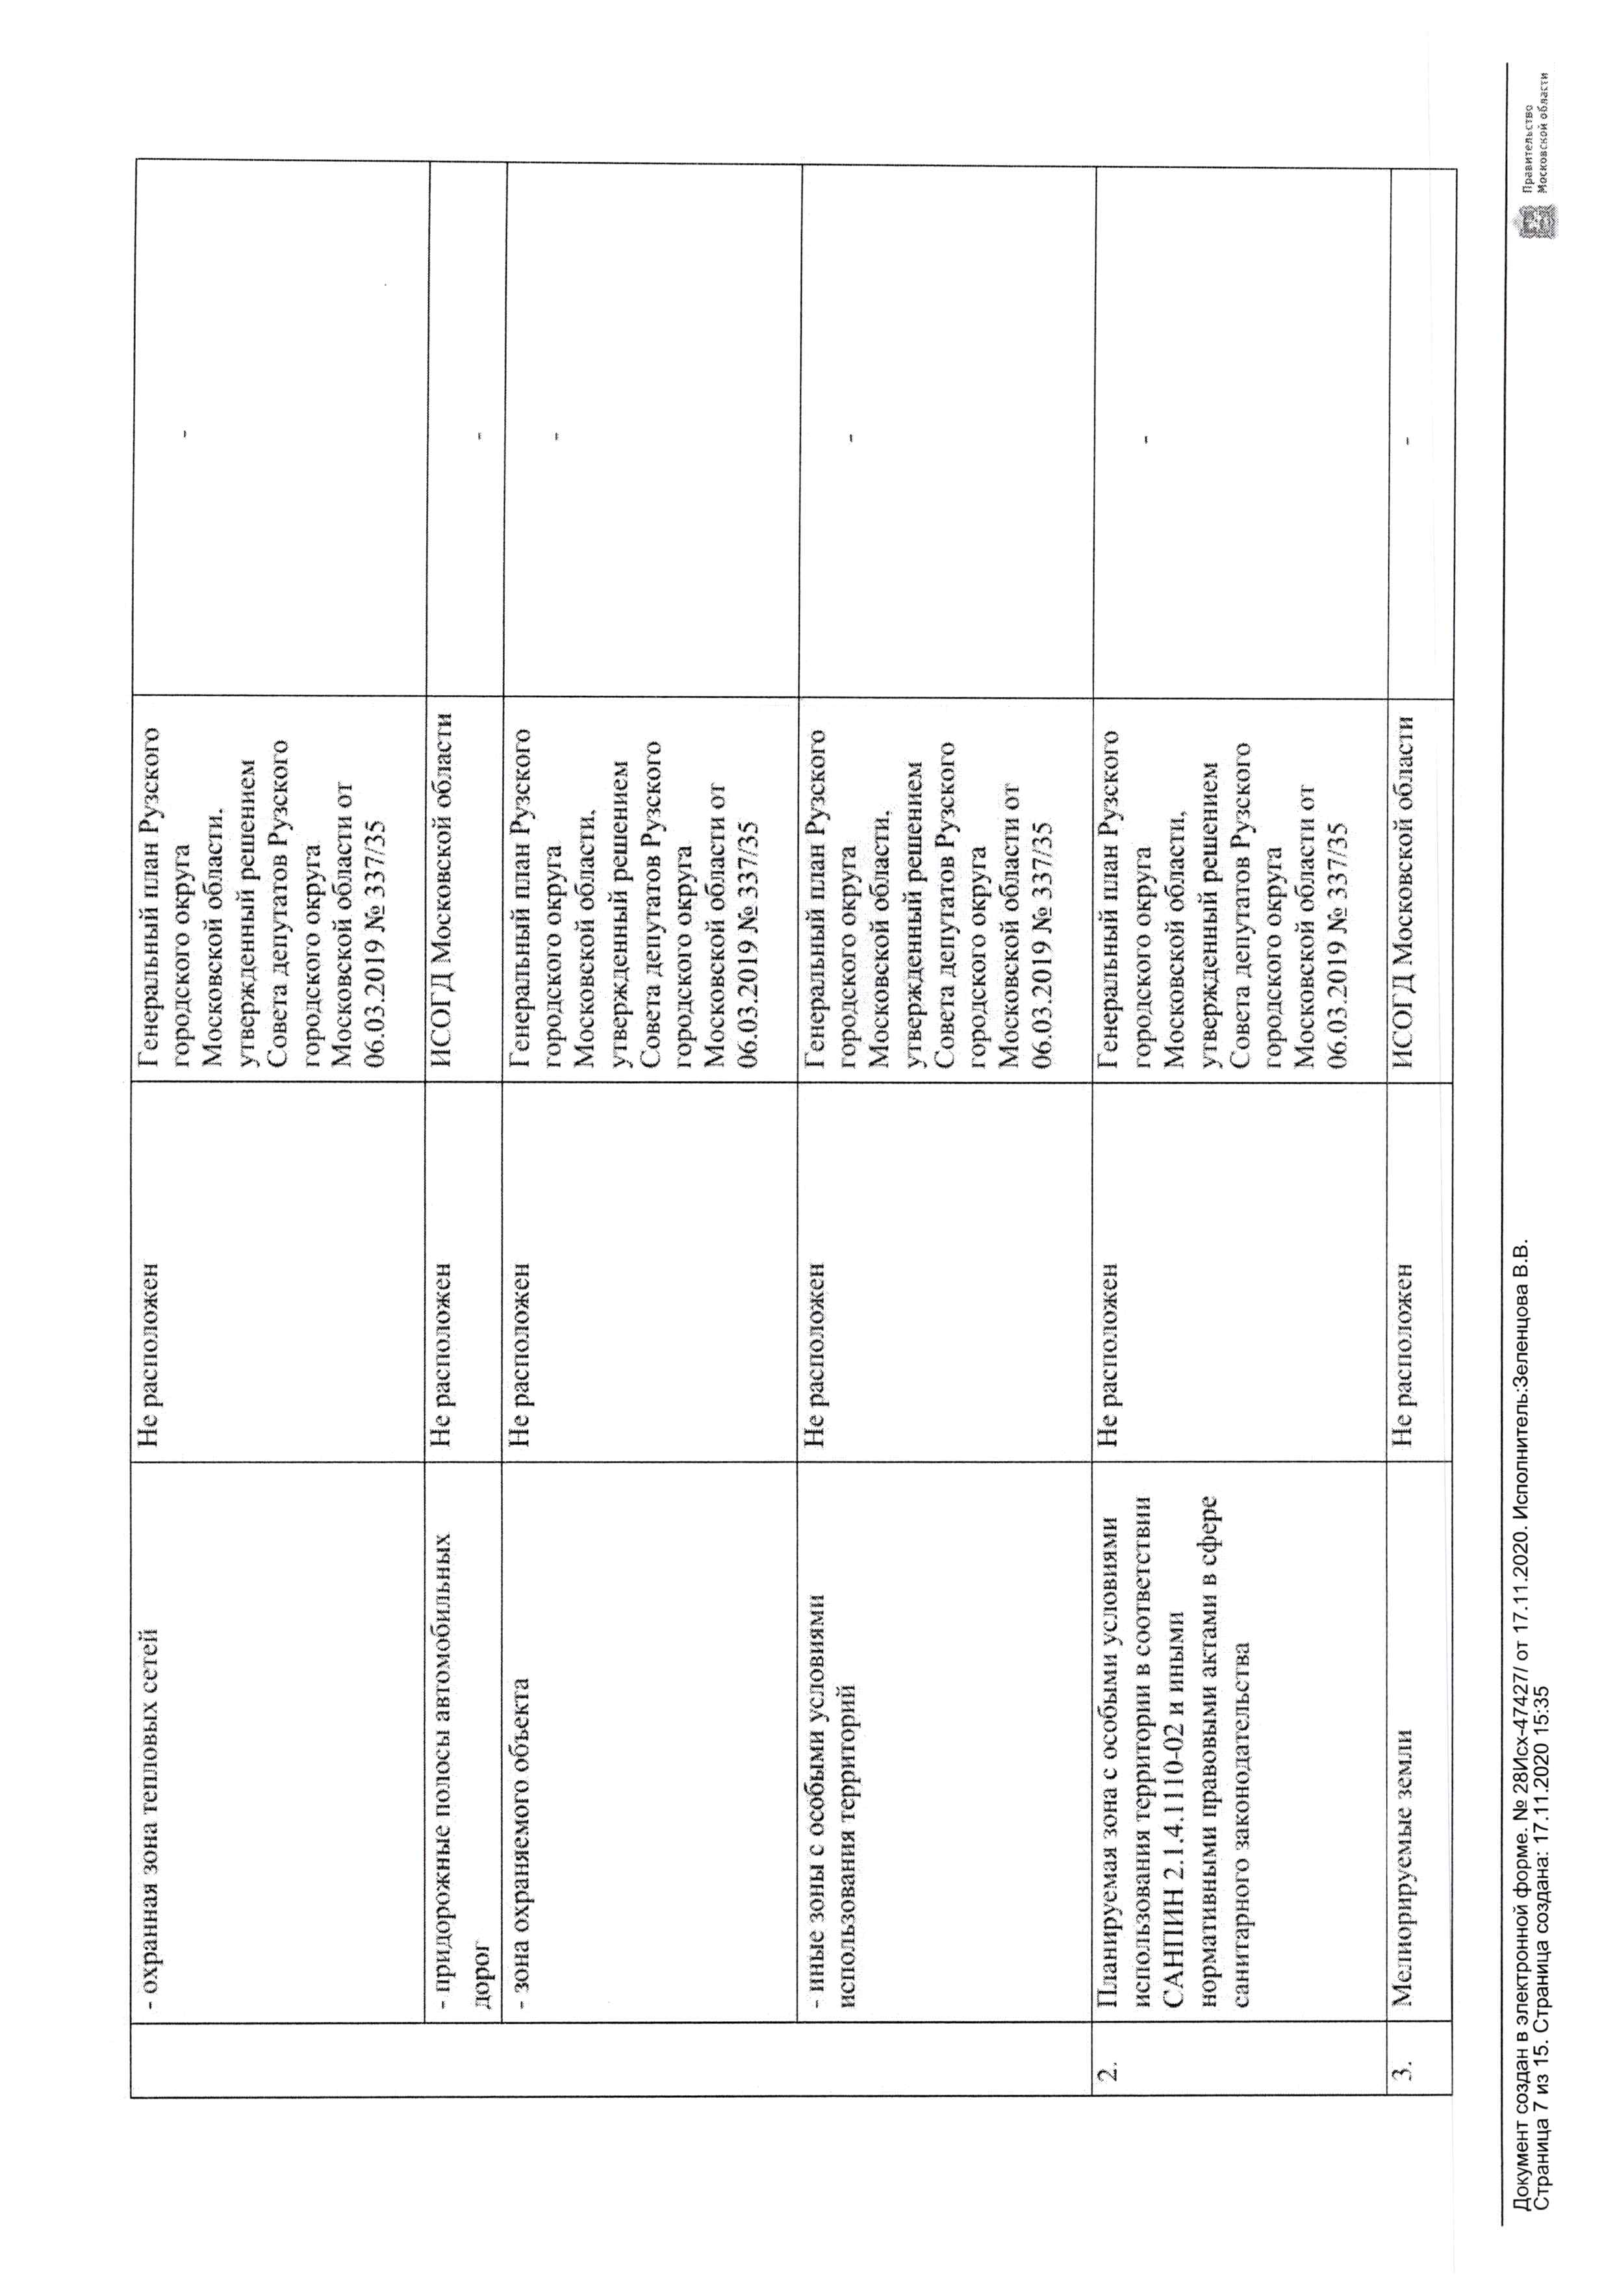 - охранная зона тепловых сетей
Не расположен
Генеральный план Рузского
городского округа
Московской области,
утвержденный решением
Совета депутатов Рузского
городского округа
Московской области от
06.03.2019 № 337/35
-
- придорожные полосы автомобильных
дорог
Не расположен
ИСОГД Московской области
-
- зона охраняемого объекта
Не расположен
Генеральный план Рузского
городского округа
Московской области,
утвержденный решением
Совета депутатов Рузского
городского округа
Московской области от
06.03.2019 № 337/35
-
- иные зоны с особыми условиями
использования территорий
Не расположен
Генеральный план Рузского
городского округа
Московской области,
утвержденный решением
Совета депутатов Рузского
городского округа
Московской области от
06.03.2019 № 337/35
-
2.
Планируемая зона с особыми условиями
использования территории в соответствии
САНПИН 2.1.4.1110-02 и иными
нормативными правовыми актами в сфере
санитарного законодательства
Не расположен
Генеральный план Рузского
городского округа
Московской области,
утвержденный решением
Совета депутатов Рузского
городского округа
Московской области от
06.03.2019 № 337/35
-
3.
Мелиорируемые земли
Не расположен
ИСОГД Московской области
-
Документ создан в электронной форме. № 28Исх-47427/ от 17.11.2020. Исполнитель:Зеленцова В.В.
Страница 7 из 15. Страница создана: 17.11.2020 15:35
Правительство
Московской области